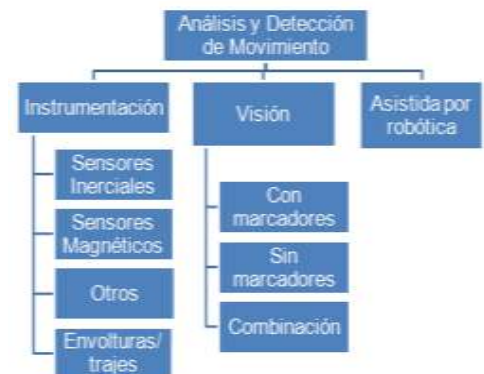 Análisis y Detección
de Movimiento
Instrumentación
Sensores
Inerciales
Sensores
Magnéticos
Otros
Envolturas/
trajes
Visión
Con
marcadores
Sin
marcadores
Combinación
Asistida por
robótica